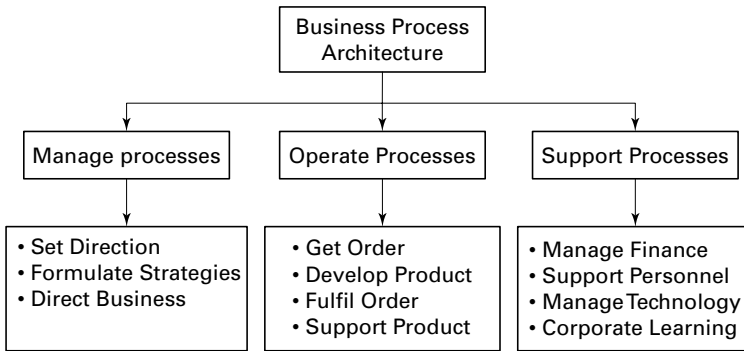 Business Process
Architecture
Manage processes
Operate Processes
Support Processes
• Set Direction
• Formulate Strategies
• Direct Business
• Get Order
• Develop Product
• Fulfil Order
• Support Product
• Manage Finance
• Support Personnel
• Manage Technology
• Corporate Learning